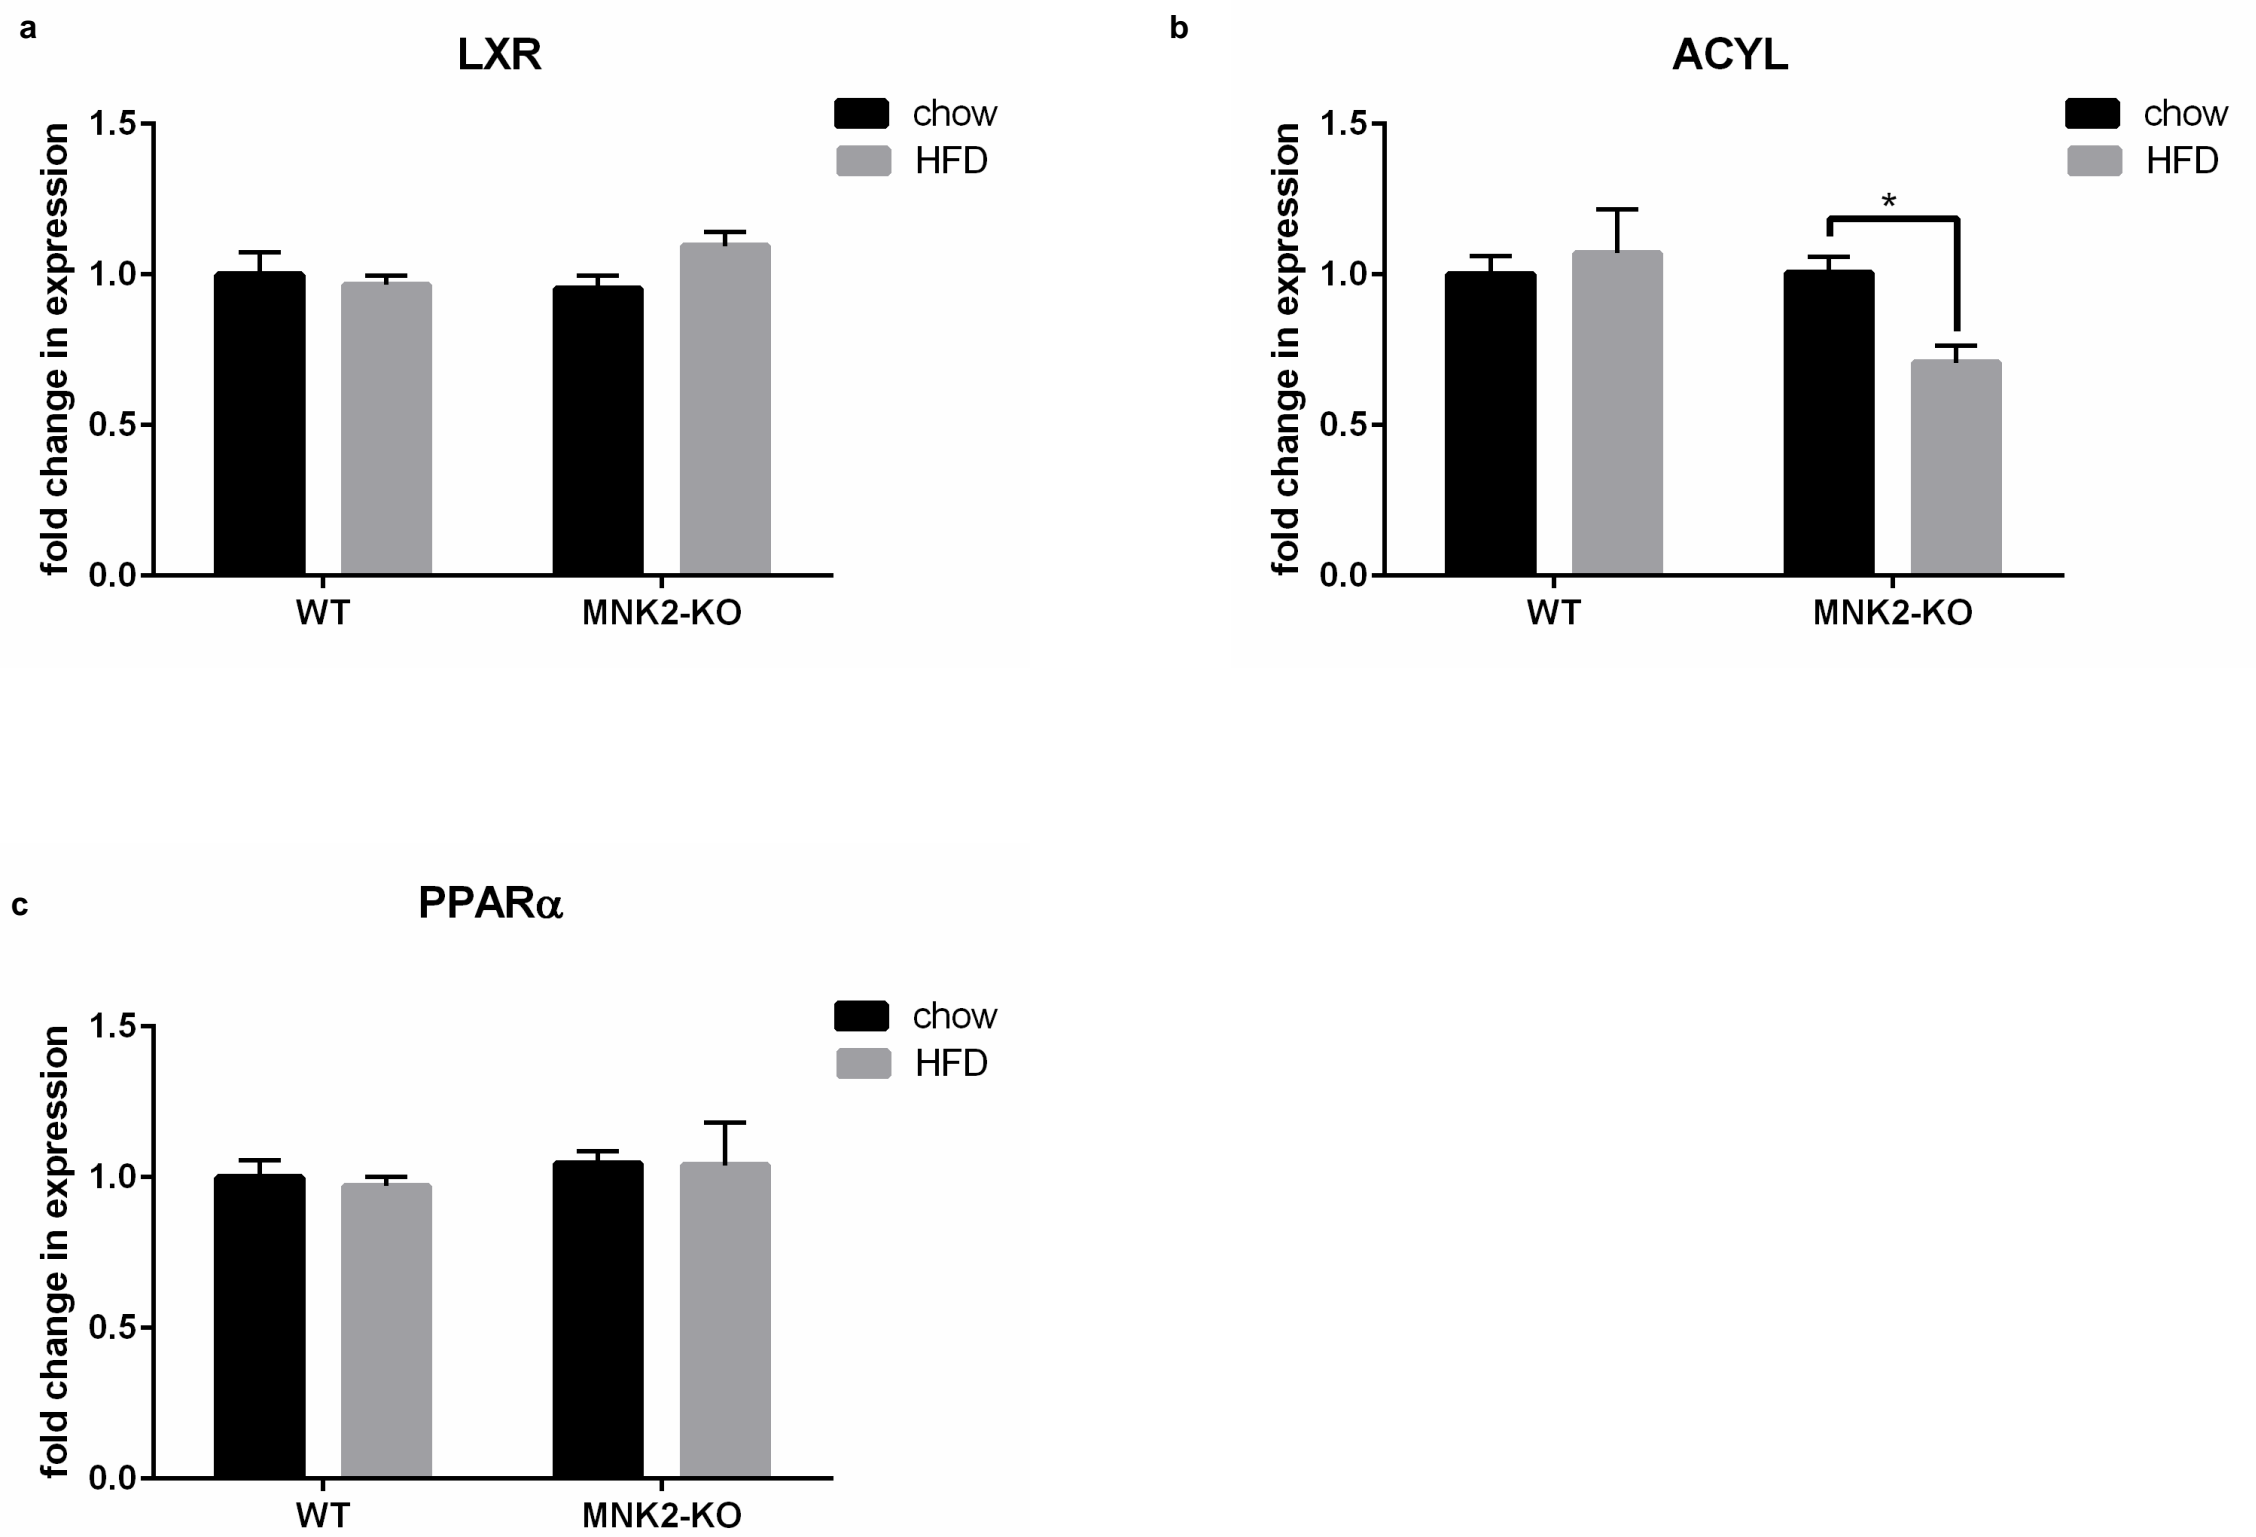 a
LXR
fold change in expression
1.5
1.0
0.5
0.0
WT
MNK2-KO
chow
HFD
b
ACYL
fold change in expression
1.5
1.0
0.5
0.0
*
WT
MNK2-KO
chow
HFD
c
PPARα
fold change in expression
1.5
1.0
0.5
0.0
WT
MNK2-KO
chow
HFD